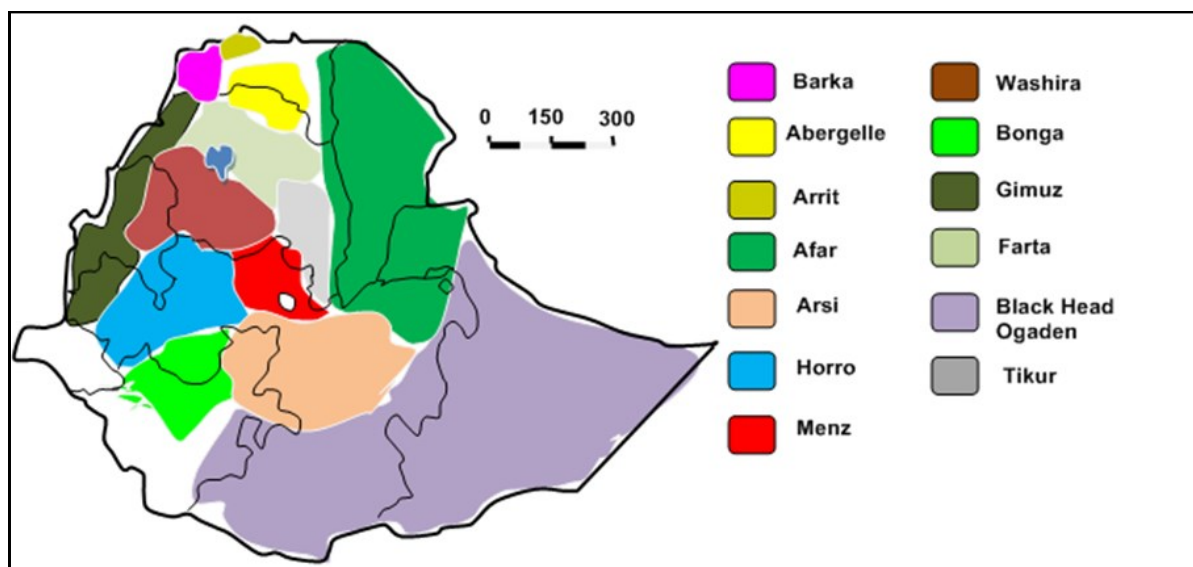 0 150 300
Barka
Abergelle
Arrit
Afar
Arsi
Horro
Menz
Washira
Bonga
Gimuz
Farta
Black Head
Ogaden
Tikur